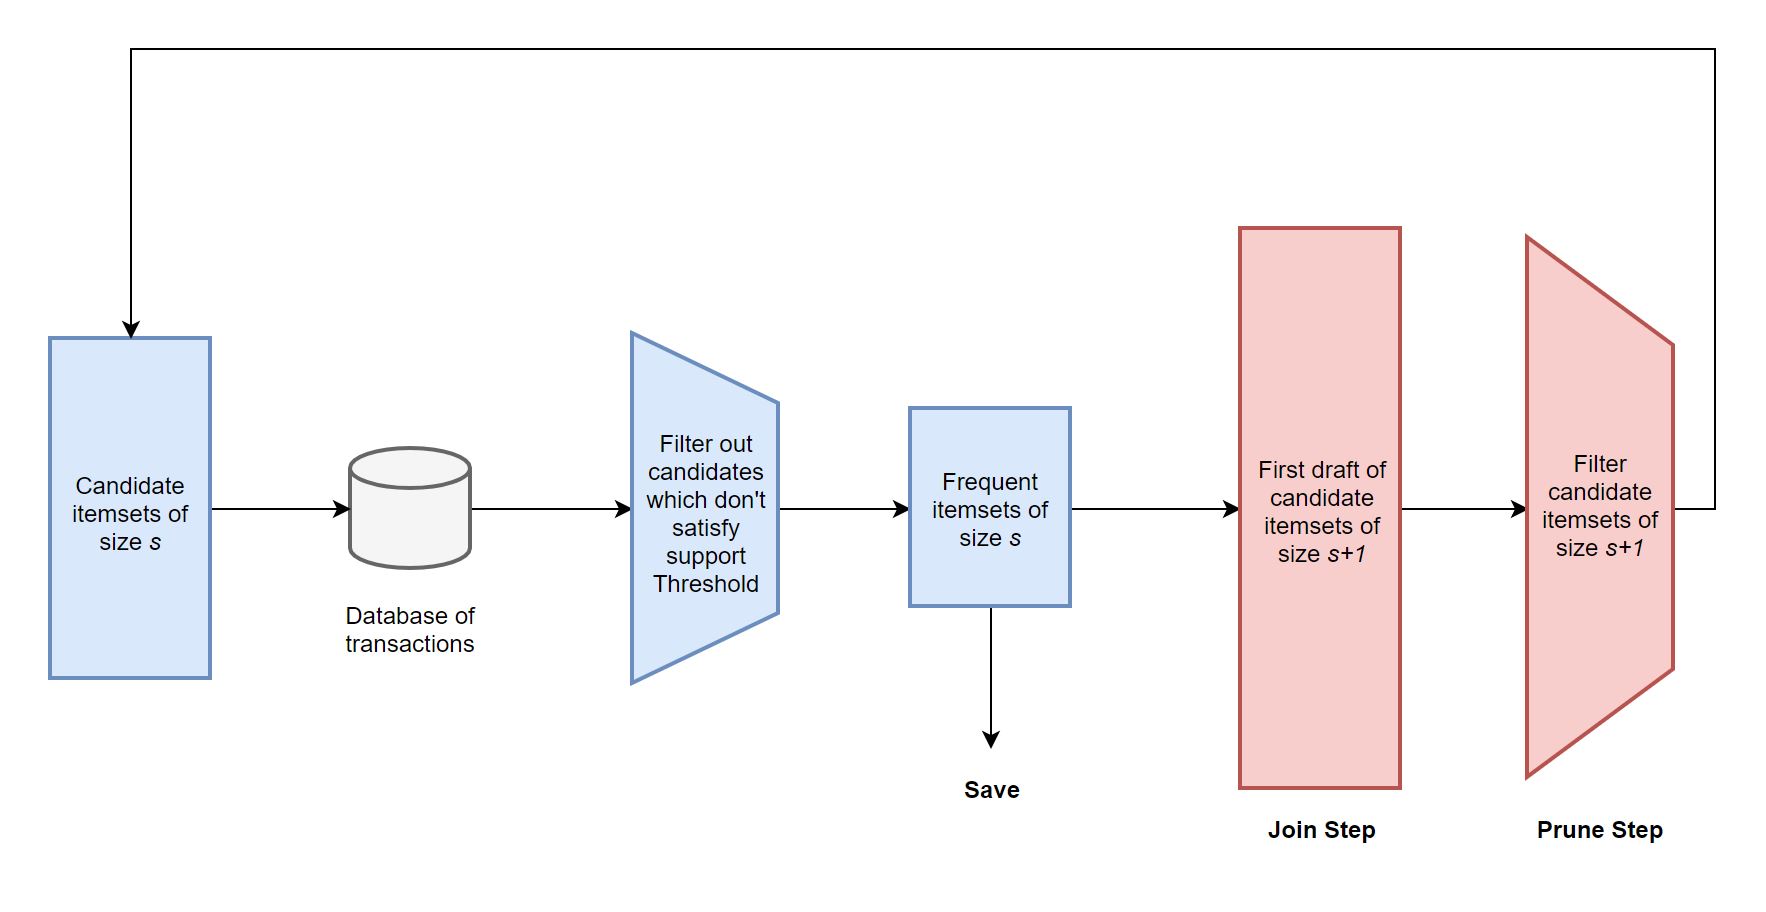 Candidate
itemsets of
size s
Database of
transactions
Filter out
candidates
which don't
satisfy
support
Threshold
Frequent
itemsets of
size s
Save
First draft of
candidate
itemsets of
size s+1
Join Step
Filter
candidate
itemsets of
size s+1
Prune Step